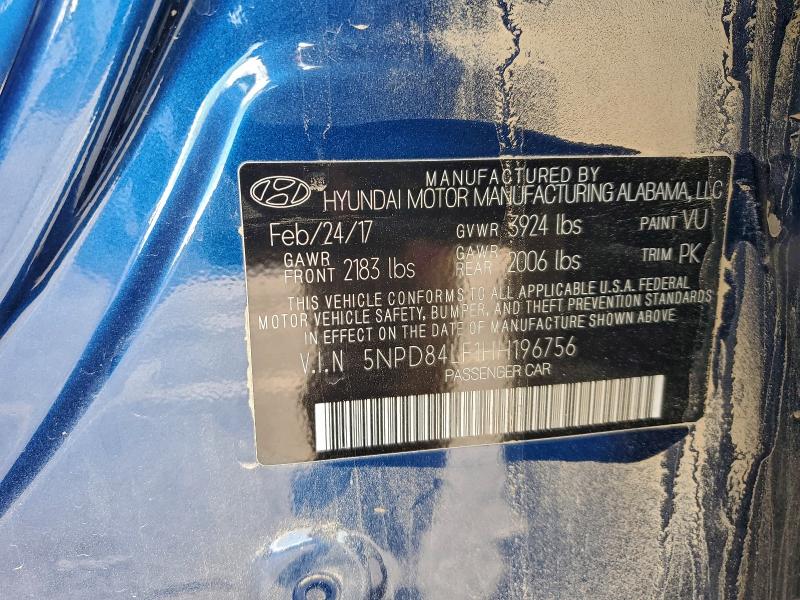 MANUFACTURED BY
HYUNDAI MOTOR MANUFACTURING ALABAMA, LLC
Feb/24/17 GVWR 3924 lbs PAINT VU
GAWR FRONT 2183 lbs GAWR REAR 2006 lbs TRIM PK
THIS VEHICLE CONFORMS TO ALL APPLICABLE U.S.A. FEDERAL
MOTOR VEHICLE SAFETY, BUMPER, AND THEFT PREVENTION STANDARDS
IN EFFECT ON THE DATE OF MANUFACTURE SHOWN ABOVE
V.I.N 5NPD84LF1HH196756
PASSENGER CAR